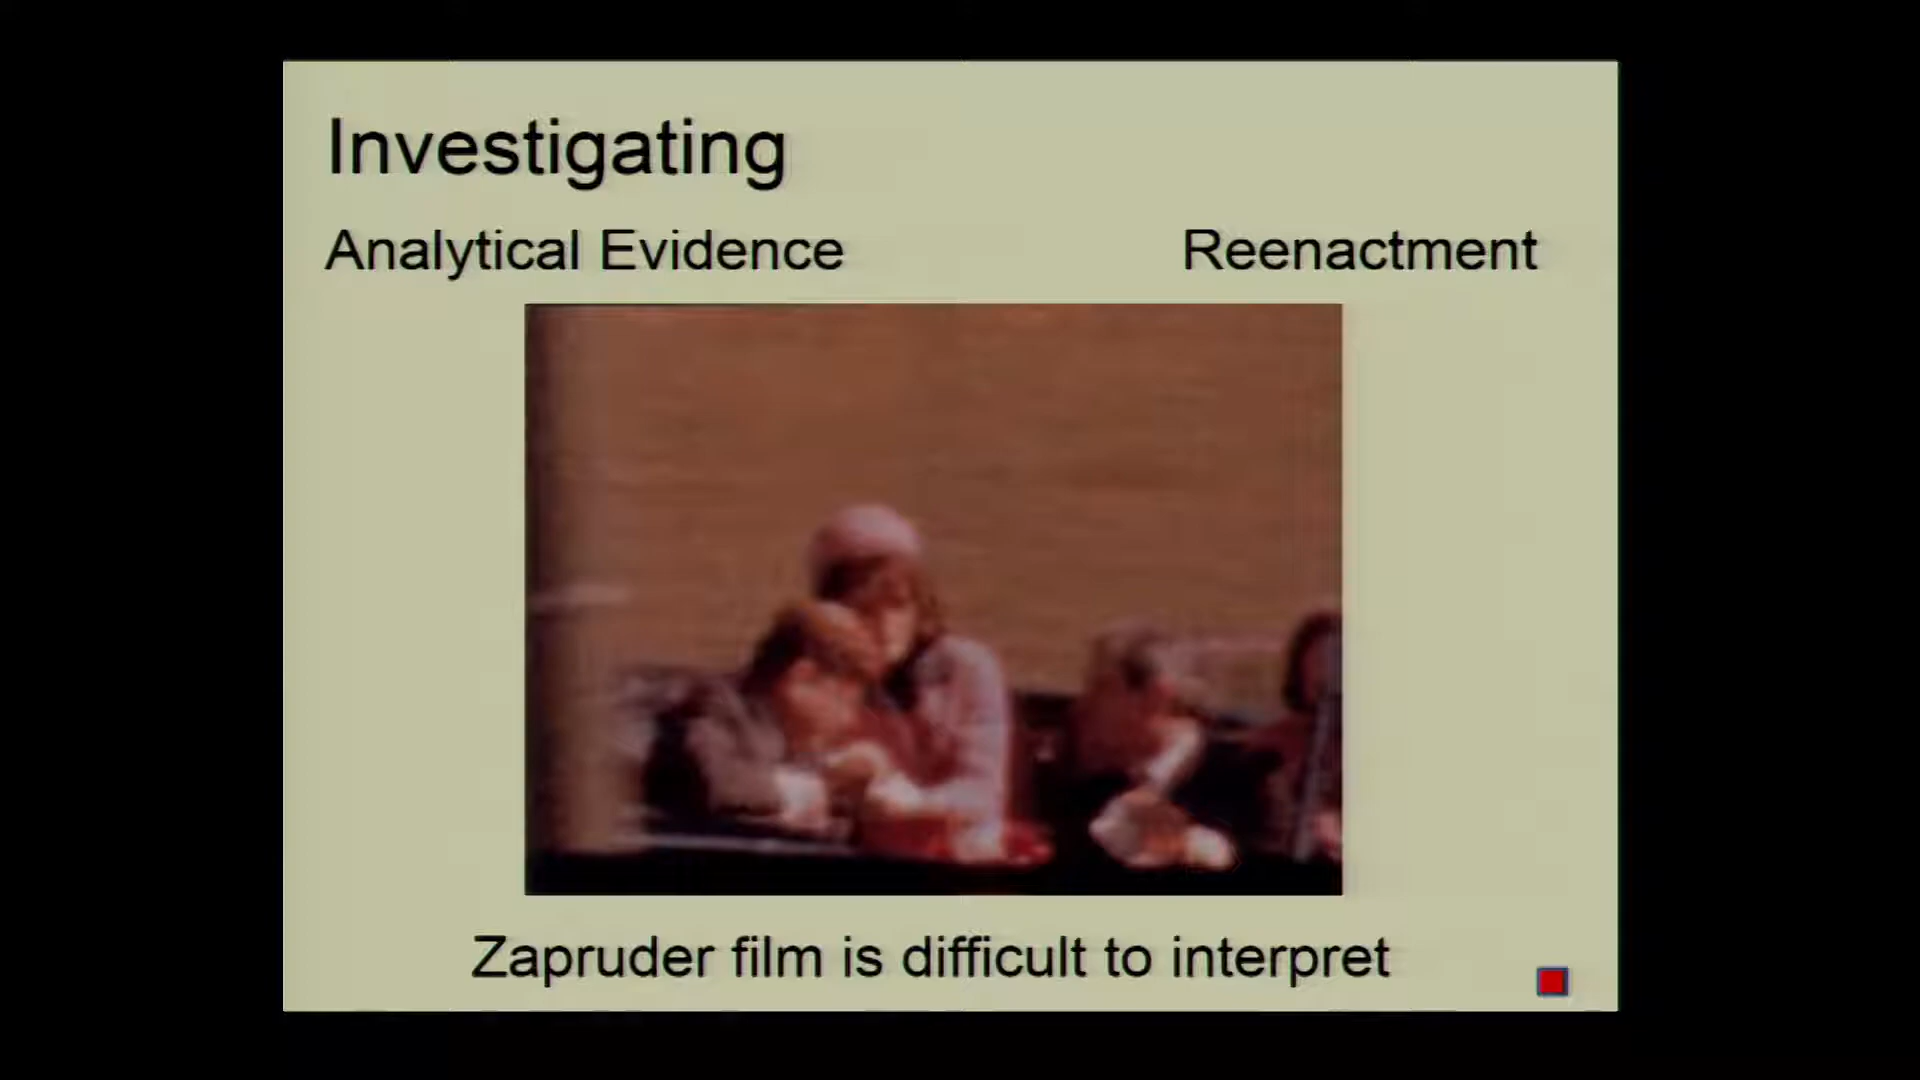 Investigating
Analytical Evidence Reenactment
Zapruder film is difficult to interpret